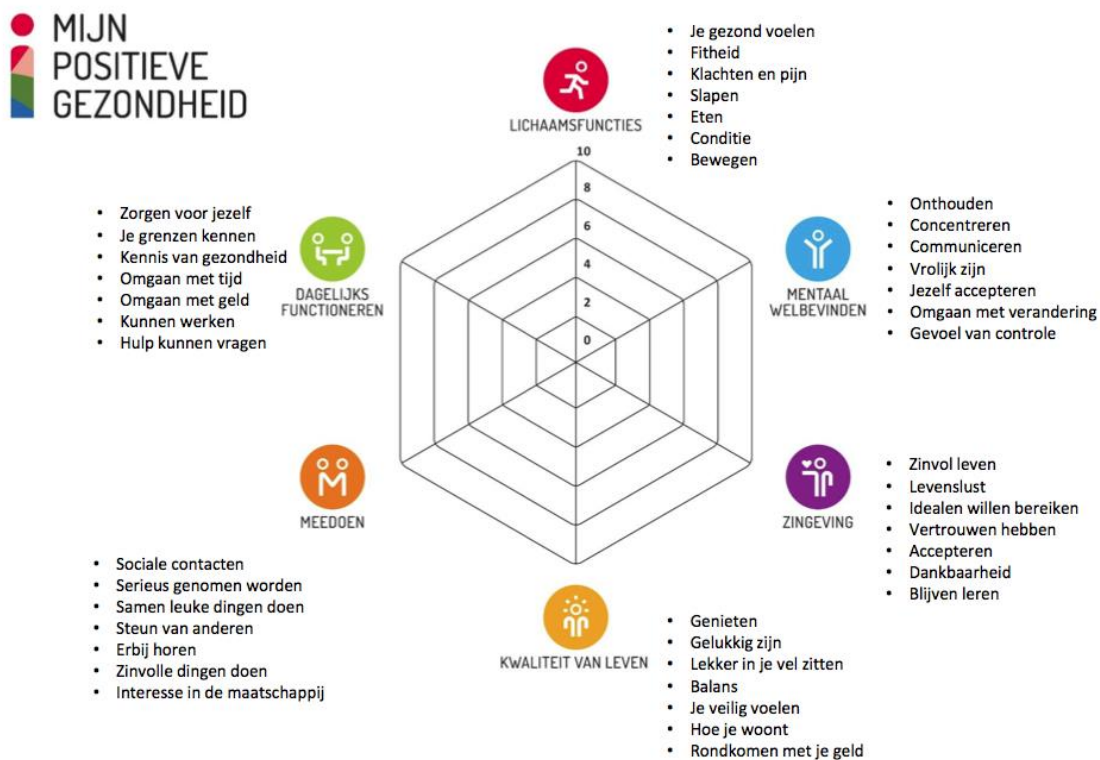 MIJN
POSITIEVE
GEZONDHEID
LICHAAMSFUNCTIES
• Je gezond voelen
• Fitheid
• Klachten en pijn
• Slapen
• Eten
• Conditie
• Bewegen
10
8
6
4
2
0
MENTAAL
WELBEVINDEN
• Onthouden
• Concentreren
• Communiceren
• Vrolijk zijn
• Jezelf accepteren
• Omgaan met verandering
• Gevoel van controle
ZINGEVING
• Zinvol leven
• Levenslust
• Idealen willen bereiken
• Vertrouwen hebben
• Accepteren
• Dankbaarheid
• Blijven leren
KWALITEIT VAN LEVEN
• Genieten
• Gelukkig zijn
• Lekker in je vel zitten
• Balans
• Je veilig voelen
• Hoe je woont
• Rondkomen met je geld
MEEDOEN
• Sociale contacten
• Serieus genomen worden
• Samen leuke dingen doen
• Steun van anderen
• Erbij horen
• Zinvolle dingen doen
• Interesse in de maatschappij
DAGELIJKS
FUNCTIONEREN
• Zorgen voor jezelf
• Je grenzen kennen
• Kennis van gezondheid
• Omgaan met tijd
• Omgaan met geld
• Kunnen werken
• Hulp kunnen vragen